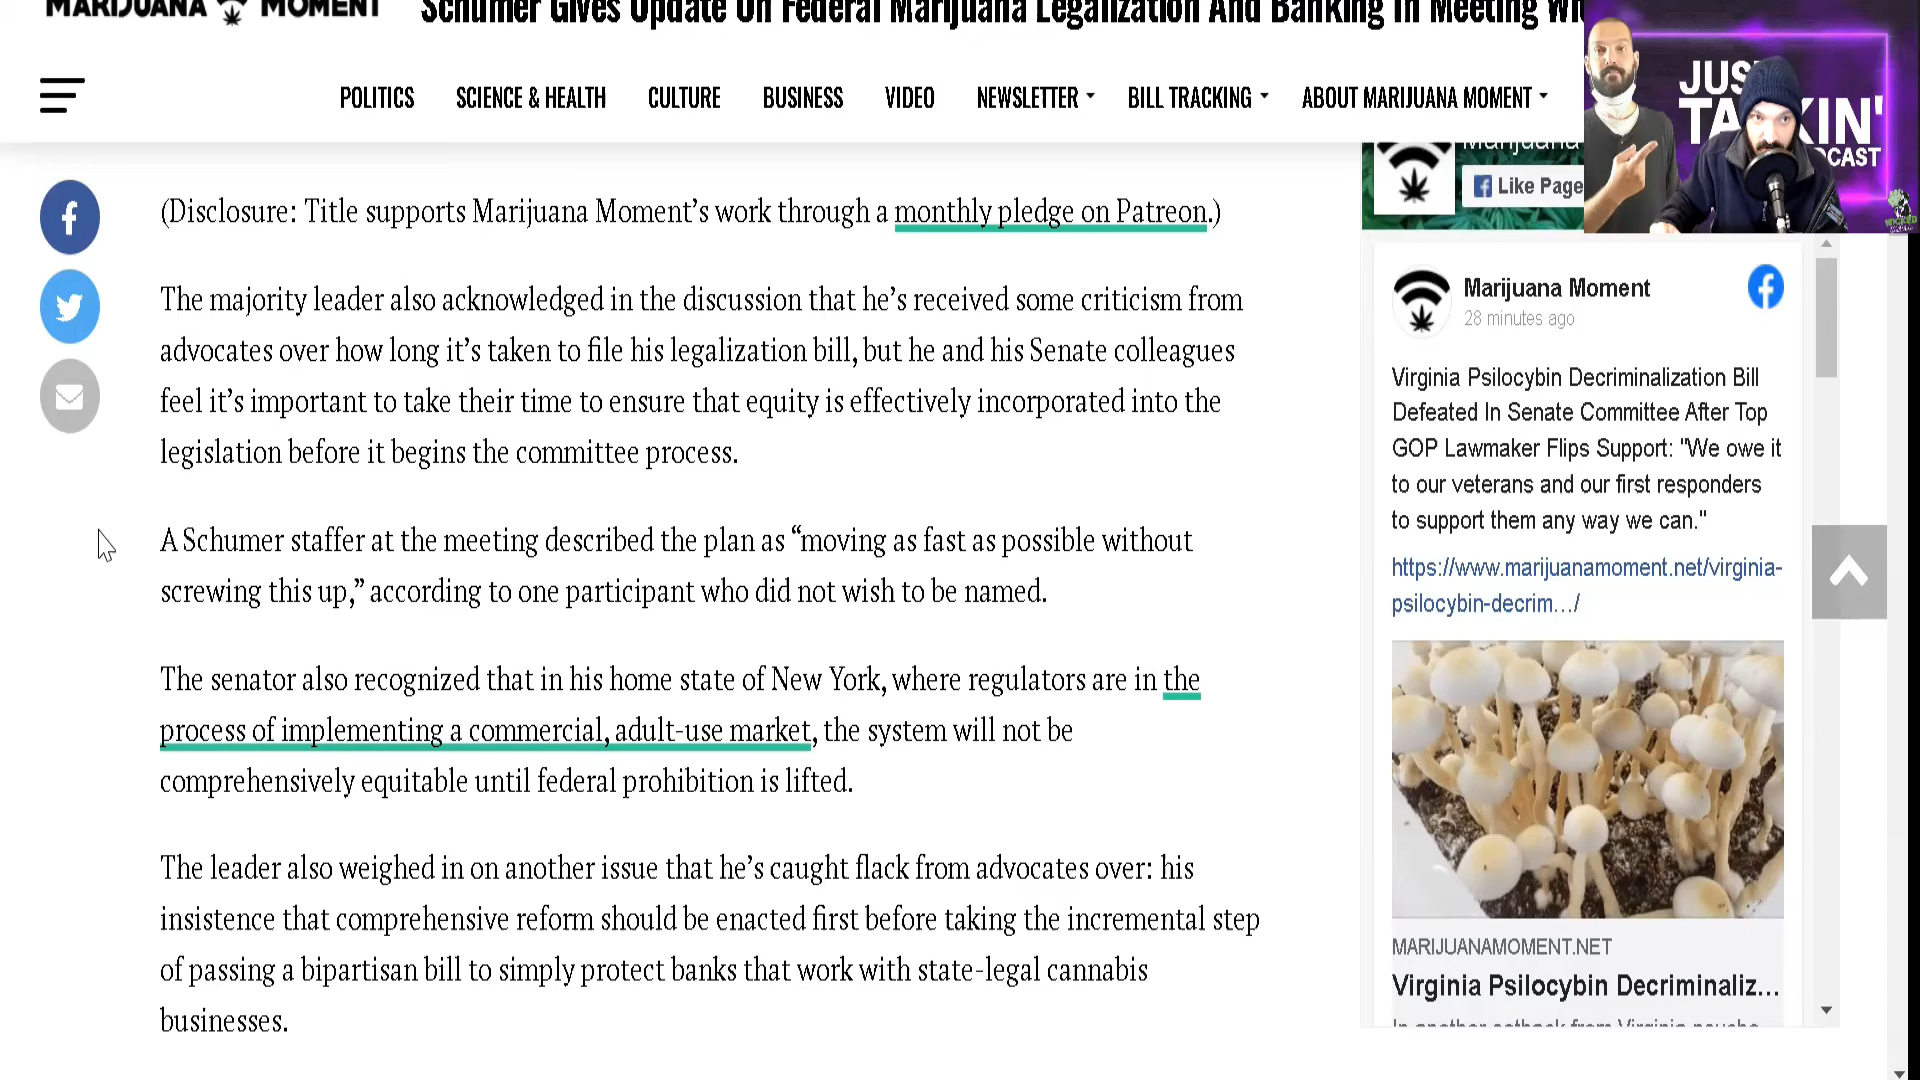 MARIJUANA MOMENT
Schumer Gives Update On Federal Marijuana Legalization And Banking In Meeting
POLITICS SCIENCE & HEALTH CULTURE BUSINESS VIDEO NEWSLETTER BILL TRACKING ABOUT MARIJUANA MOMENT
(Disclosure: Title supports Marijuana Moment’s work through a monthly pledge on Patreon.)
The majority leader also acknowledged in the discussion that he’s received some criticism from
advocates over how long it’s taken to file his legalization bill, but he and his Senate colleagues
feel it’s important to take their time to ensure that equity is effectively incorporated into the
legislation before it begins the committee process.
A Schumer staffer at the meeting described the plan as “moving as fast as possible without
screwing this up,” according to one participant who did not wish to be named.
The senator also recognized that in his home state of New York, where regulators are in the
process of implementing a commercial, adult-use market, the system will not be
comprehensively equitable until federal prohibition is lifted.
The leader also weighed in on another issue that he’s caught flack from advocates over: his
insistence that comprehensive reform should be enacted first before taking the incremental step
of passing a bipartisan bill to simply protect banks that work with state-legal cannabis
businesses.
Marijuana
Like Page
Marijuana Moment
28 minutes ago
Virginia Psilocybin Decriminalization Bill
Defeated In Senate Committee After Top
GOP Lawmaker Flips Support: "We owe it
to our veterans and our first responders
to support them any way we can."
https://www.marijuanamoment.net/virginia-
psilocybin-decrim…/
MARIJUANAMOMENT.NET
Virginia Psilocybin Decriminaliz...